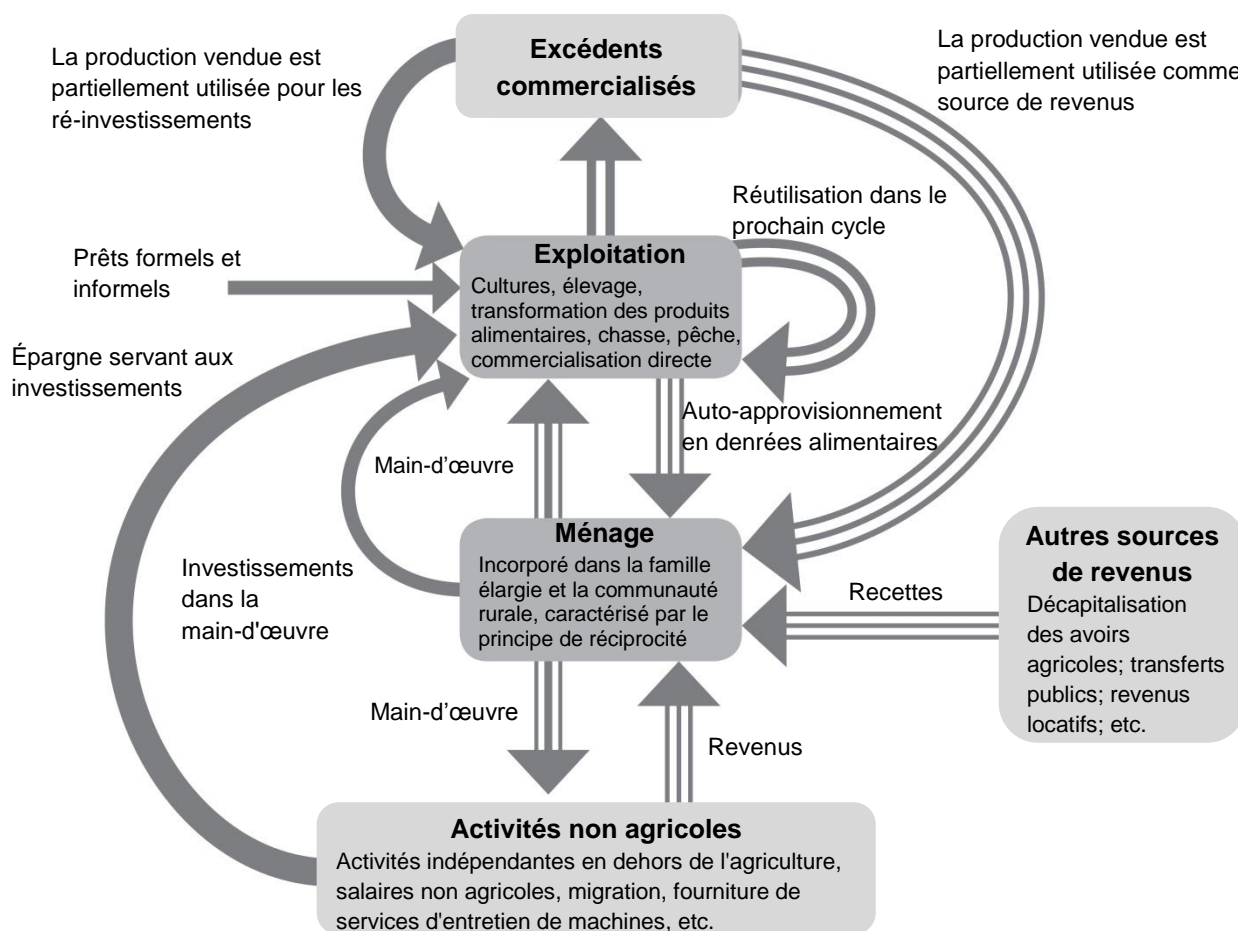 La production vendue est
partiellement utilisée pour les
ré-investissements
Excédents
commercialisés
La production vendue est
partiellement utilisée comme
source de revenus
Réutilisation dans le
prochain cycle
Prêts formels et
informels
Exploitation
Cultures, élevage,
transformation des produits
alimentaires, chasse, pêche,
commercialisation directe
Épargne servant aux
investissements
Auto-approvisionnement
en denrées alimentaires
Main-d’œuvre
Ménage
Incorporé dans la famille
élargie et la communauté
rurale, caractérisé par le
principe de réciprocité
Investissements
dans la
main-d'œuvre
Recettes
Autres sources
de revenus
Décapitalisation
des avoirs
agricoles; transferts
publics; revenus
locatifs; etc.
Main-d’œuvre
Revenus
Activités non agricoles
Activités indépendantes en dehors de l'agriculture,
salaires non agricoles, migration, fourniture de
services d'entretien de machines, etc.